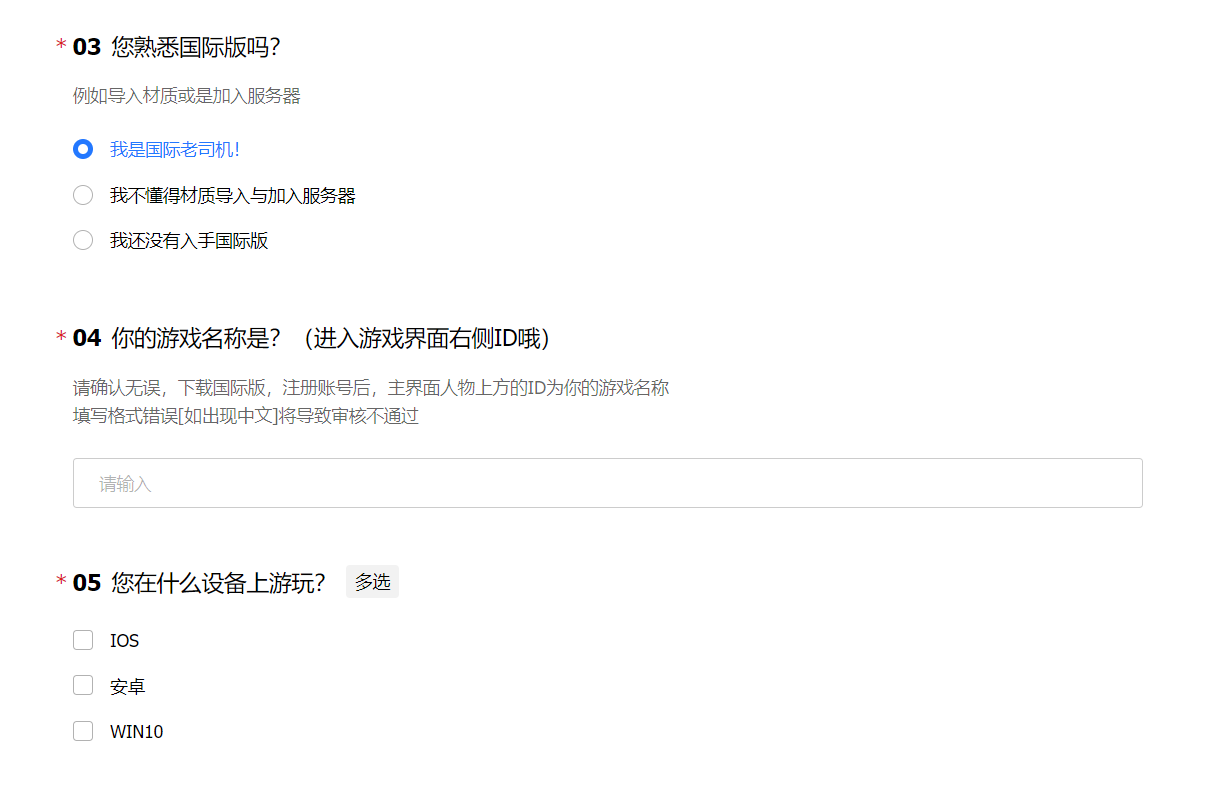 * 03 您熟悉国际版吗？
例如导入材质或是加入服务器
我是国际老司机！
我不懂得材质导入与加入服务器
我还没有入手国际版
* 04 你的游戏名称是？（进入游戏界面右侧ID哦）
请确认无误，下载国际版，注册账号后，主界面人物上方的ID为你的游戏名称
填写格式错误[如出现中文]将导致审核不通过
请输入
* 05 您在什么设备上游玩？ 多选
IOS
安卓
WIN10